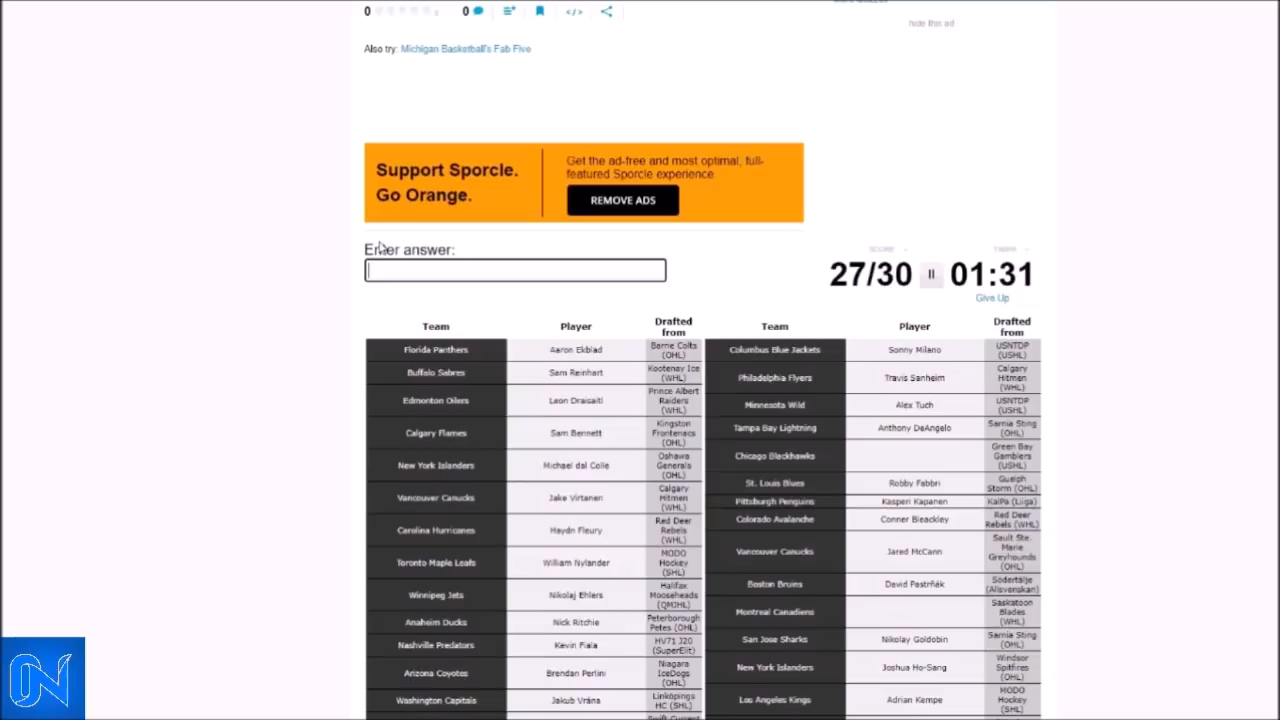 0 0
hide this ad
Also try: Michigan Basketball's Fab Five
Support Sporcle.
Go Orange.
Get the ad-free and most optimal, full-
featured Sporcle experience
REMOVE ADS
Enter answer:
SCORE TIMER
27/30 01:31
Give Up
Team Player Drafted from
Florida Panthers Aaron Ekblad Barrie Colts (OHL)
Buffalo Sabres Sam Reinhart Kootenay Ice (WHL)
Edmonton Oilers Leon Draisaitl Prince Albert Raiders (WHL)
Calgary Flames Sam Bennett Kingston Frontenacs (OHL)
New York Islanders Michael dal Colle Oshawa Generals (OHL)
Vancouver Canucks Jake Virtanen Calgary Hitmen (WHL)
Carolina Hurricanes Haydn Fleury Red Deer Rebels (WHL)
Toronto Maple Leafs William Nylander MODO Hockey (SHL)
Winnipeg Jets Nikolaj Ehlers Halifax Mooseheads (QMJHL)
Anaheim Ducks Nick Ritchie Peterborough Petes (OHL)
Nashville Predators Kevin Fiala HV71 J20 (SuperElit)
Arizona Coyotes Brendan Perlini Niagara IceDogs (OHL)
Washington Capitals Jakub Vrána Linköpings HC (SHL)
Swift Current
Team Player Drafted from
Columbus Blue Jackets Sonny Milano USNTDP (USHL)
Philadelphia Flyers Travis Sanheim Calgary Hitmen (WHL)
Minnesota Wild Alex Tuch USNTDP (USHL)
Tampa Bay Lightning Anthony DeAngelo Sarnia Sting (OHL)
Chicago Blackhawks Green Bay Gamblers (USHL)
St. Louis Blues Robby Fabbri Guelph Storm (OHL)
Pittsburgh Penguins Kasperi Kapanen KalPa (Liiga)
Colorado Avalanche Conner Bleackley Red Deer Rebels (WHL)
Vancouver Canucks Jared McCann Sault Ste. Marie Greyhounds (OHL)
Boston Bruins David Pastrňák Södertälje (Allsvenskan)
Montreal Canadiens Saskatoon Blades (WHL)
San Jose Sharks Nikolay Goldobin Sarnia Sting (OHL)
New York Islanders Joshua Ho-Sang Windsor Spitfires (OHL)
Los Angeles Kings Adrian Kempe MODO Hockey (SHL)